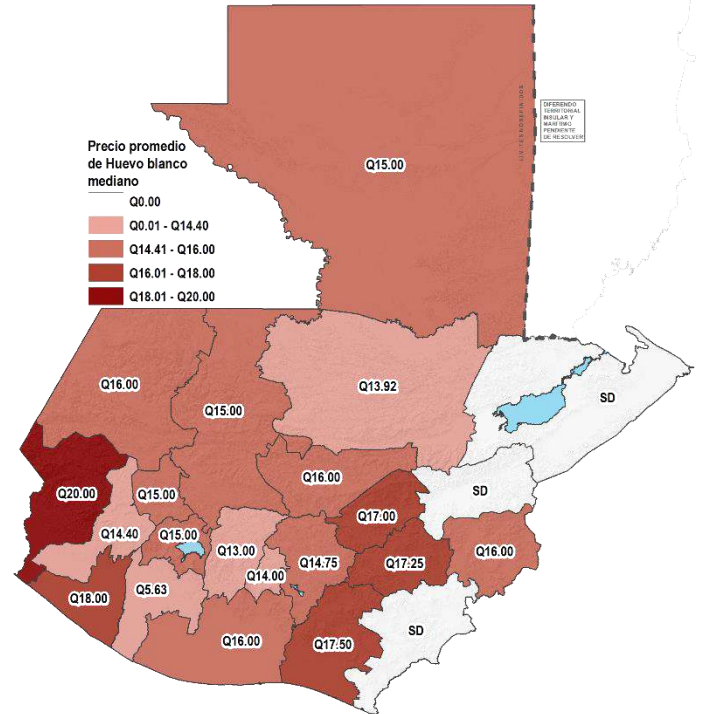 DIFERENDO
TERRITORIAL
INSULAR Y
MARÍTIMO
PENDIENTE
DE RESOLVER
Precio promedio
de Huevo blanco
mediano
Q0.00
Q0.01 - Q14.40
Q14.41 - Q16.00
Q16.01 - Q18.00
Q18.01 - Q20.00
Q15.00
Q16.00
Q15.00
Q13.92
SD
Q20.00
Q15.00
Q16.00
SD
Q17:00
Q14.40
Q15.00
Q13.00
Q14.00
Q14.75
Q17:25
Q16.00
Q18.00
Q5.63
Q16.00
Q17:50
SD